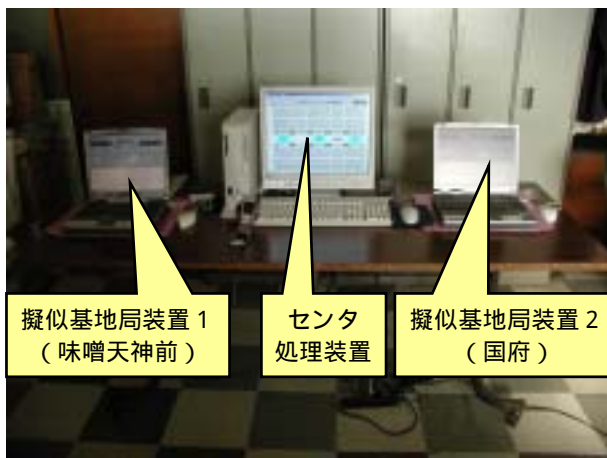 擬似基地局装置1
(味噌天神前)
センタ
処理装置
擬似基地局装置2
(国府)